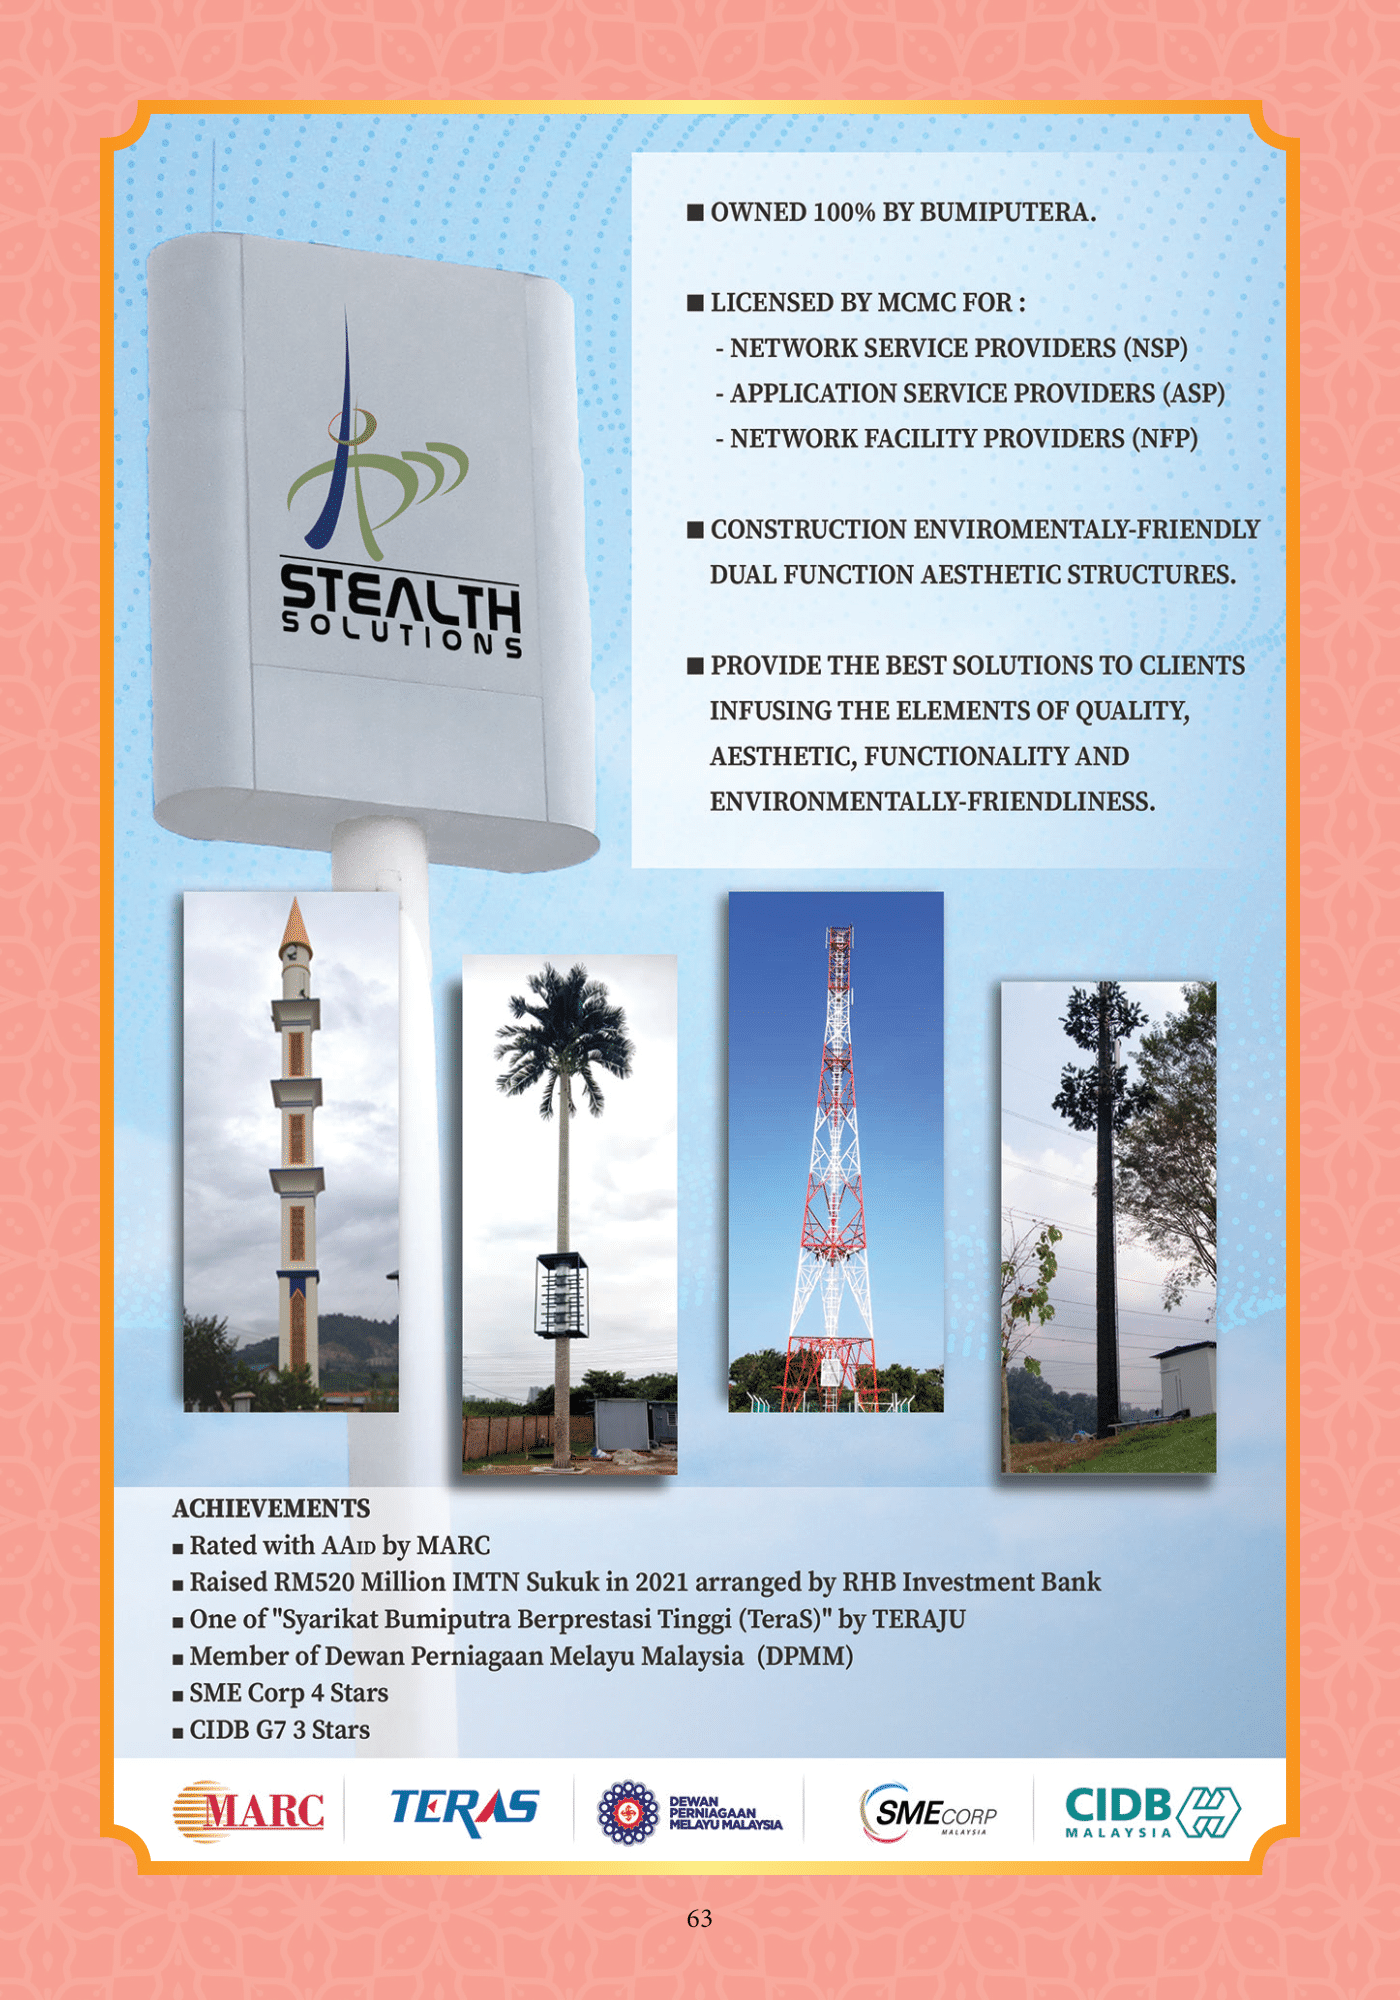 ■ OWNED 100% BY BUMIPUTERA.
■ LICENSED BY MCMC FOR :
- NETWORK SERVICE PROVIDERS (NSP)
- APPLICATION SERVICE PROVIDERS (ASP)
- NETWORK FACILITY PROVIDERS (NFP)
■ CONSTRUCTION ENVIROMENTALY-FRIENDLY
DUAL FUNCTION AESTHETIC STRUCTURES.
■ PROVIDE THE BEST SOLUTIONS TO CLIENTS
INFUSING THE ELEMENTS OF QUALITY,
AESTHETIC, FUNCTIONALITY AND
ENVIRONMENTALLY-FRIENDLINESS.
STEALTH
SOLUTIONS
ACHIEVEMENTS
■ Rated with AAID by MARC
■ Raised RM520 Million IMTN Sukuk in 2021 arranged by RHB Investment Bank
■ One of "Syarikat Bumiputra Berprestasi Tinggi (TeraS)" by TERAJU
■ Member of Dewan Perniagaan Melayu Malaysia (DPMM)
■ SME Corp 4 Stars
■ CIDB G7 3 Stars
MARC
TERAS
DEWAN
PERNIAGAAN
MELAYU MALAYSIA
SMECORP
MALAYSIA
CIDB
MALAYSIA
63